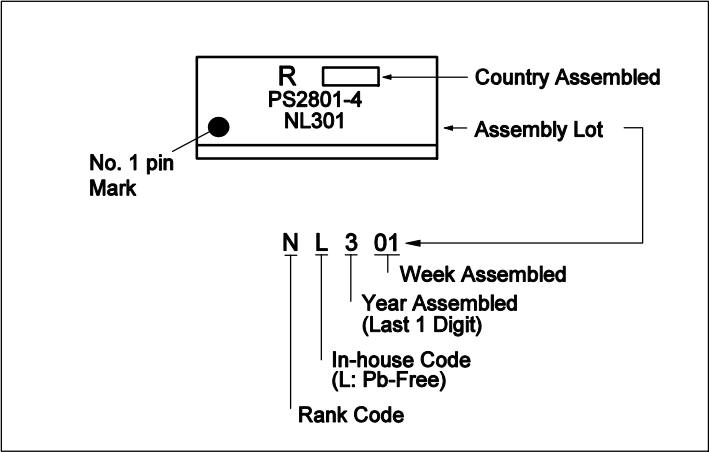 R
Country Assembled
PS2801-4
NL301
Assembly Lot
No. 1 pin
Mark
N L 3 01
Week Assembled
Year Assembled
(Last 1 Digit)
In-house Code
(L: Pb-Free)
Rank Code